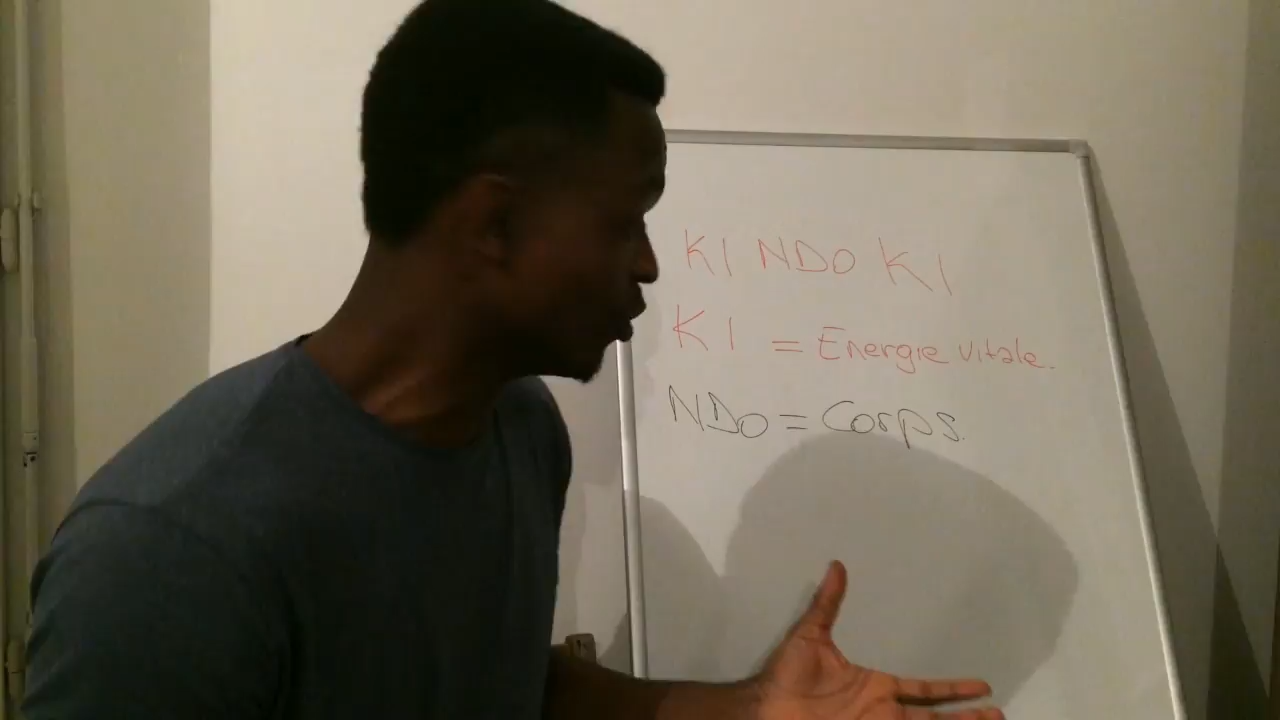 KI NDO KI
KI = Energie vitale.
NDO = Corps.